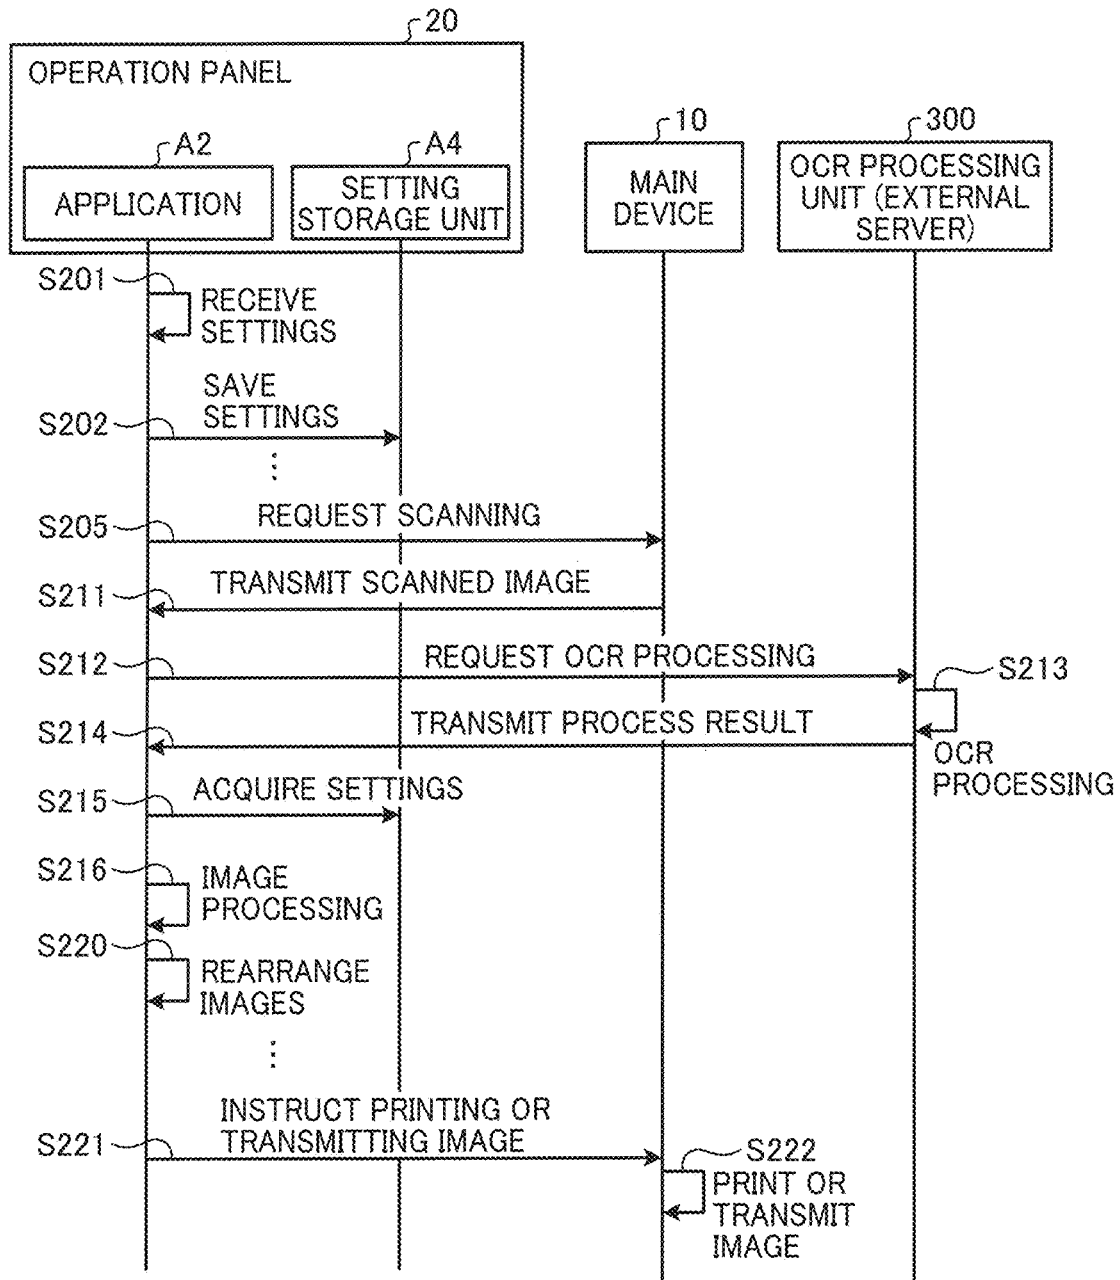 20
OPERATION PANEL
A2
A4
10
300
APPLICATION
SETTING
STORAGE UNIT
MAIN
DEVICE
OCR PROCESSING
UNIT (EXTERNAL
SERVER)
S201
RECEIVE
SETTINGS
SAVE
SETTINGS
S202
S205
REQUEST SCANNING
TRANSMIT SCANNED IMAGE
S211
REQUEST OCR PROCESSING
S212
S213
TRANSMIT PROCESS RESULT
S214
OCR
PROCESSING
ACQUIRE SETTINGS
S215
S216
IMAGE
PROCESSING
S220
REARRANGE
IMAGES
INSTRUCT PRINTING OR
TRANSMITTING IMAGE
S221
S222
PRINT OR
TRANSMIT
IMAGE